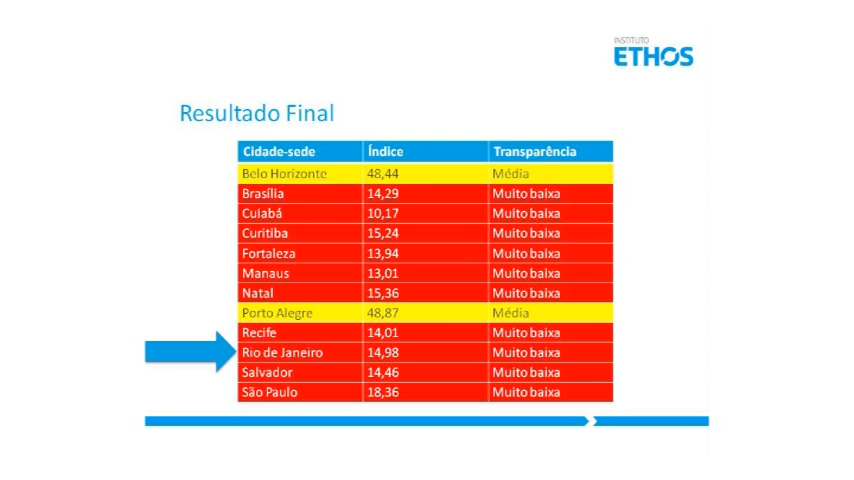 INSTITUTO
ETHOS
Resultado Final
Cidade-sede Índice Transparência
Belo Horizonte 48,44 Média
Brasília 14,29 Muito baixa
Cuiabá 10,17 Muito baixa
Curitiba 15,24 Muito baixa
Fortaleza 13,94 Muito baixa
Manaus 13,01 Muito baixa
Natal 15,36 Muito baixa
Porto Alegre 48,87 Média
Recife 14,01 Muito baixa
Rio de Janeiro 14,98 Muito baixa
Salvador 14,46 Muito baixa
São Paulo 18,36 Muito baixa